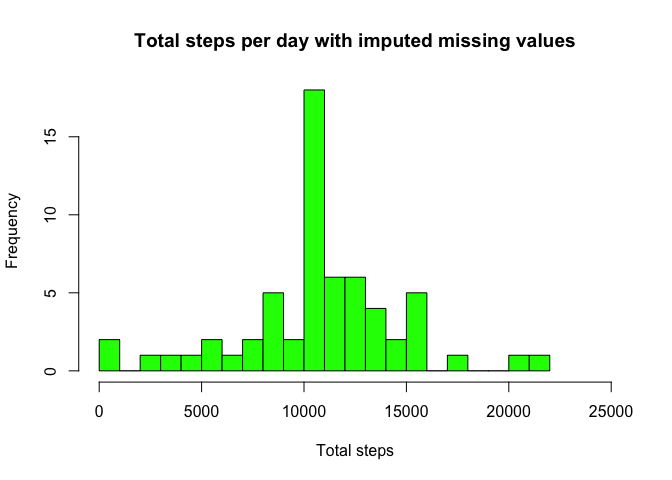 Total steps per day with imputed missing values
Frequency
15
10
5
0
0 5000 10000 15000 20000 25000
Total steps